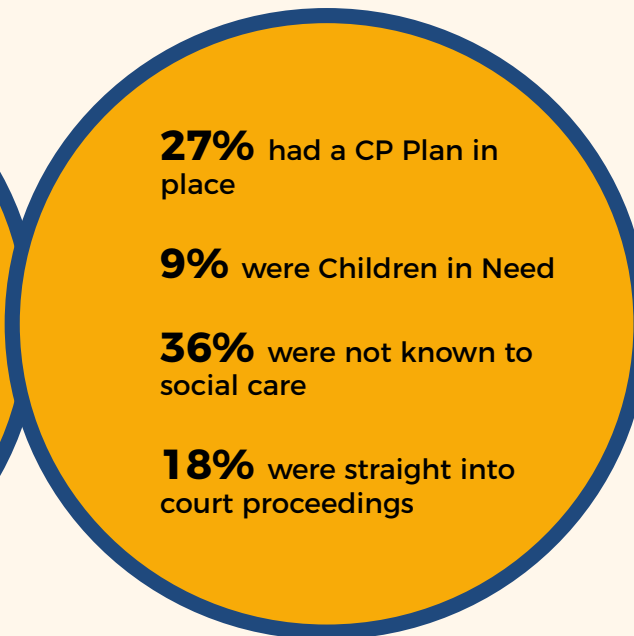 27% had a CP Plan in
place
9% were Children in Need
36% were not known to
social care
18% were straight into
court proceedings